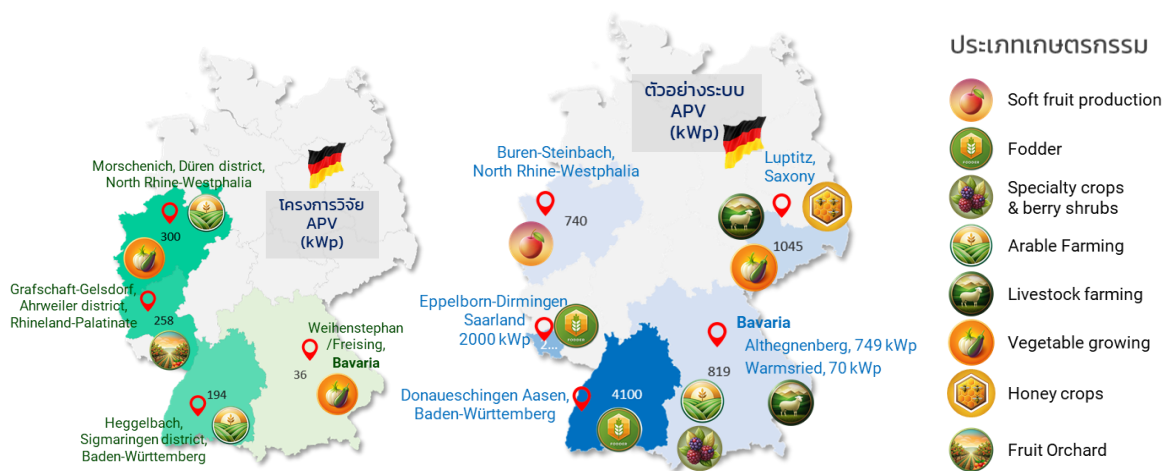 Morschenich, Düren district,
North Rhine-Westphalia
300
Grafschaft-Gelsdorf,
Ahrweiler district,
Rhineland-Palatinate
258
194
Heggelbach,
Sigmaringen district,
Baden-Württemberg
โครงการวิจัย
APV
(kWp)
Weihenstephan
/Freising,
Bavaria
36
ตัวอย่างระบบ
APV
(kWp)
Buren-Steinbach,
North Rhine-Westphalia
740
Luptitz,
Saxony
1045
Eppelborn-Dirmingen,
Saarland
2000 kWp
2...
FODDER
Donaueschingen Aasen,
Baden-Württemberg
4100
FODDER
Bavaria
Althegnenberg, 749 kWp
Warmsried, 70 kWp
819
ประเภทเกษตรกรรม
Soft fruit production
FODDER
Fodder
Specialty crops
& berry shrubs
Arable Farming
Livestock farming
Vegetable growing
Honey crops
Fruit Orchard